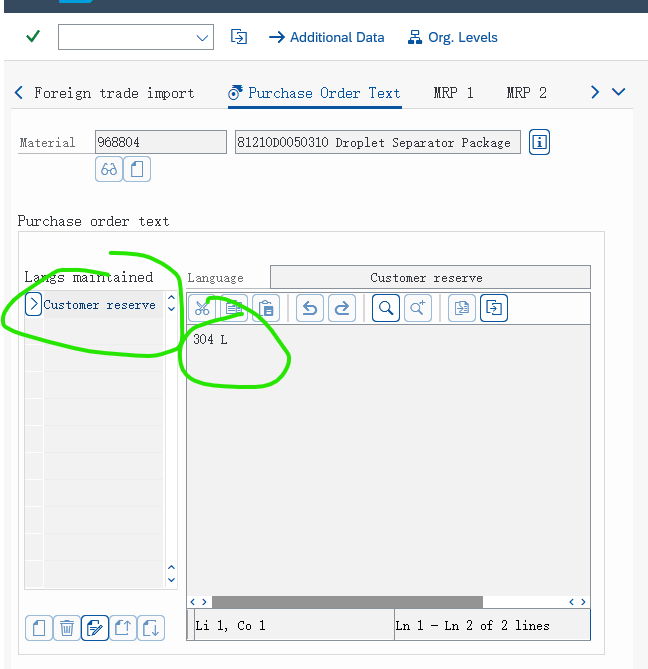 Additional Data
Org. Levels
Foreign trade import
Purchase Order Text
MRP 1
MRP 2
Material
968804
81210D0050310 Droplet Separator Package
Purchase order text
Langs maintained
Language
Customer reserve
Customer reserve
304 L
Li 1, Co 1
Ln 1 - Ln 2 of 2 lines